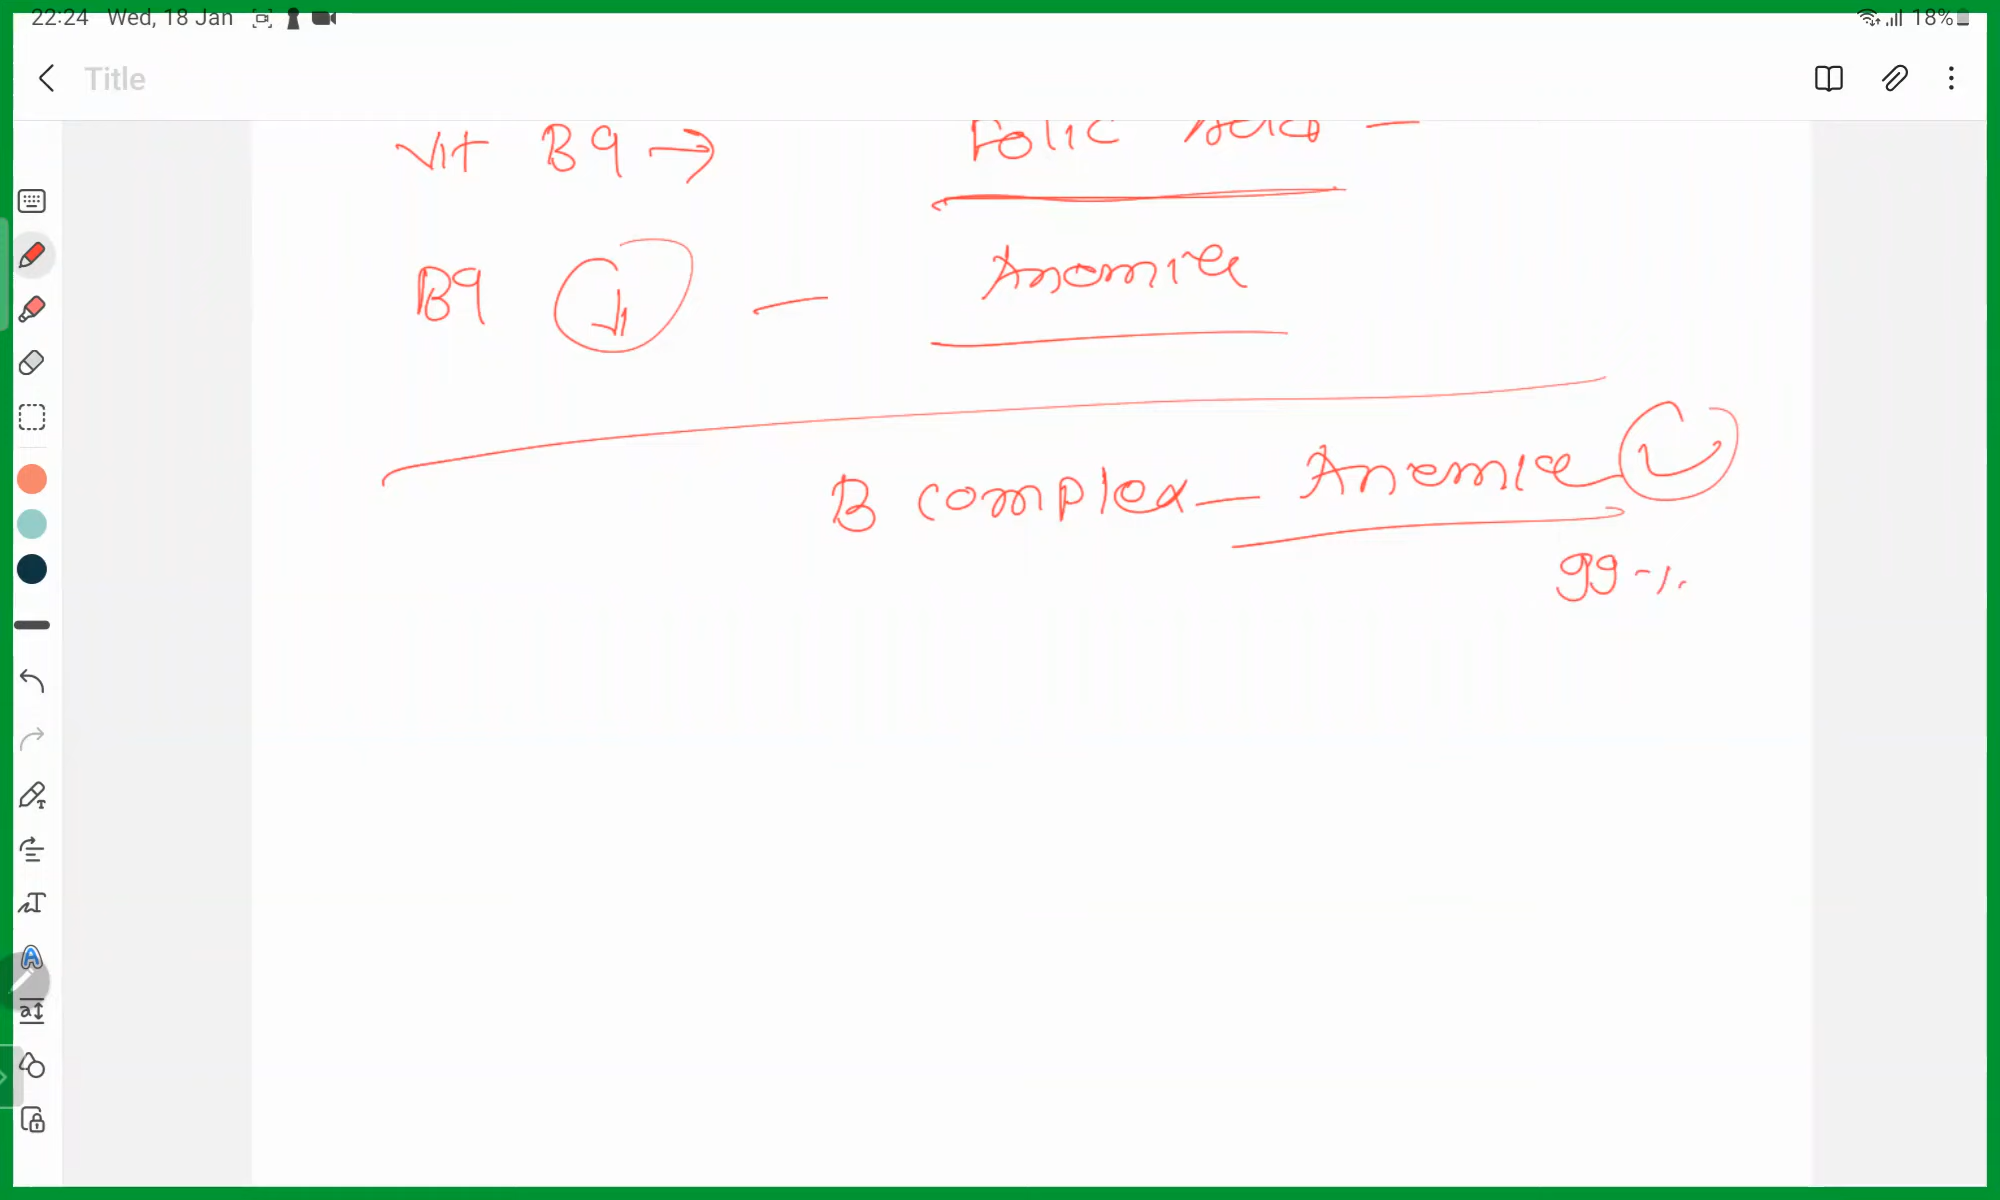 22:24 Wed, 18 Jan 18%
Title
Vit B9 → Folic Acid —
B9 ↓ — Anemia
B complex — Anemia
99%